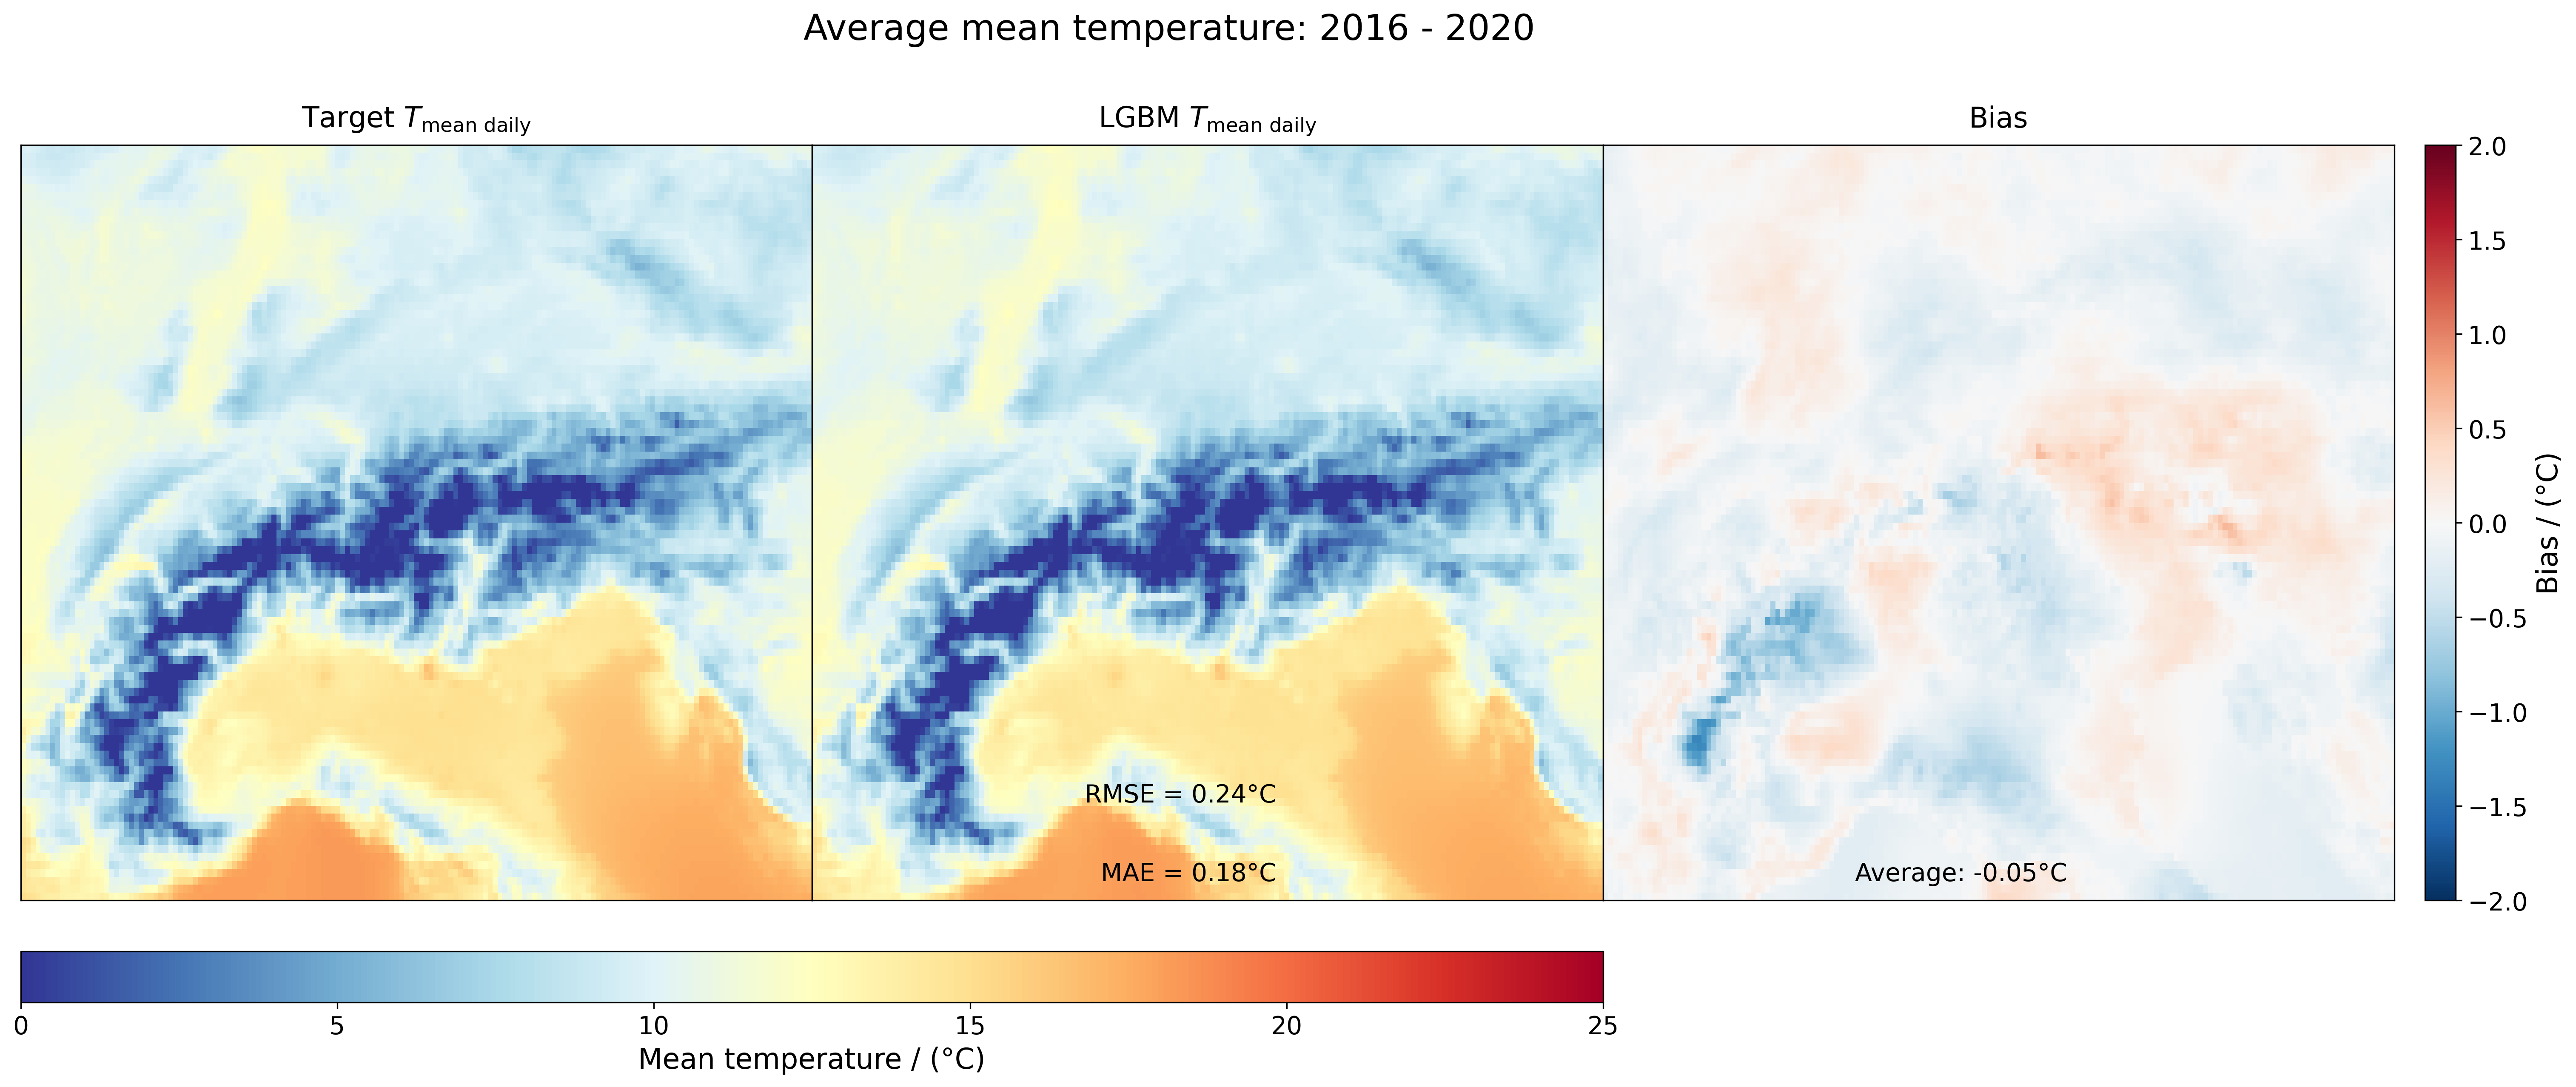 Average mean temperature: 2016 - 2020
Target T_mean daily
LGBM T_mean daily
Bias
RMSE = 0.24°C
MAE = 0.18°C
Average: -0.05°C
2.0
1.5
1.0
0.5
0.0
−0.5
−1.0
−1.5
−2.0
Bias / (°C)
0 5 10 15 20 25
Mean temperature / (°C)